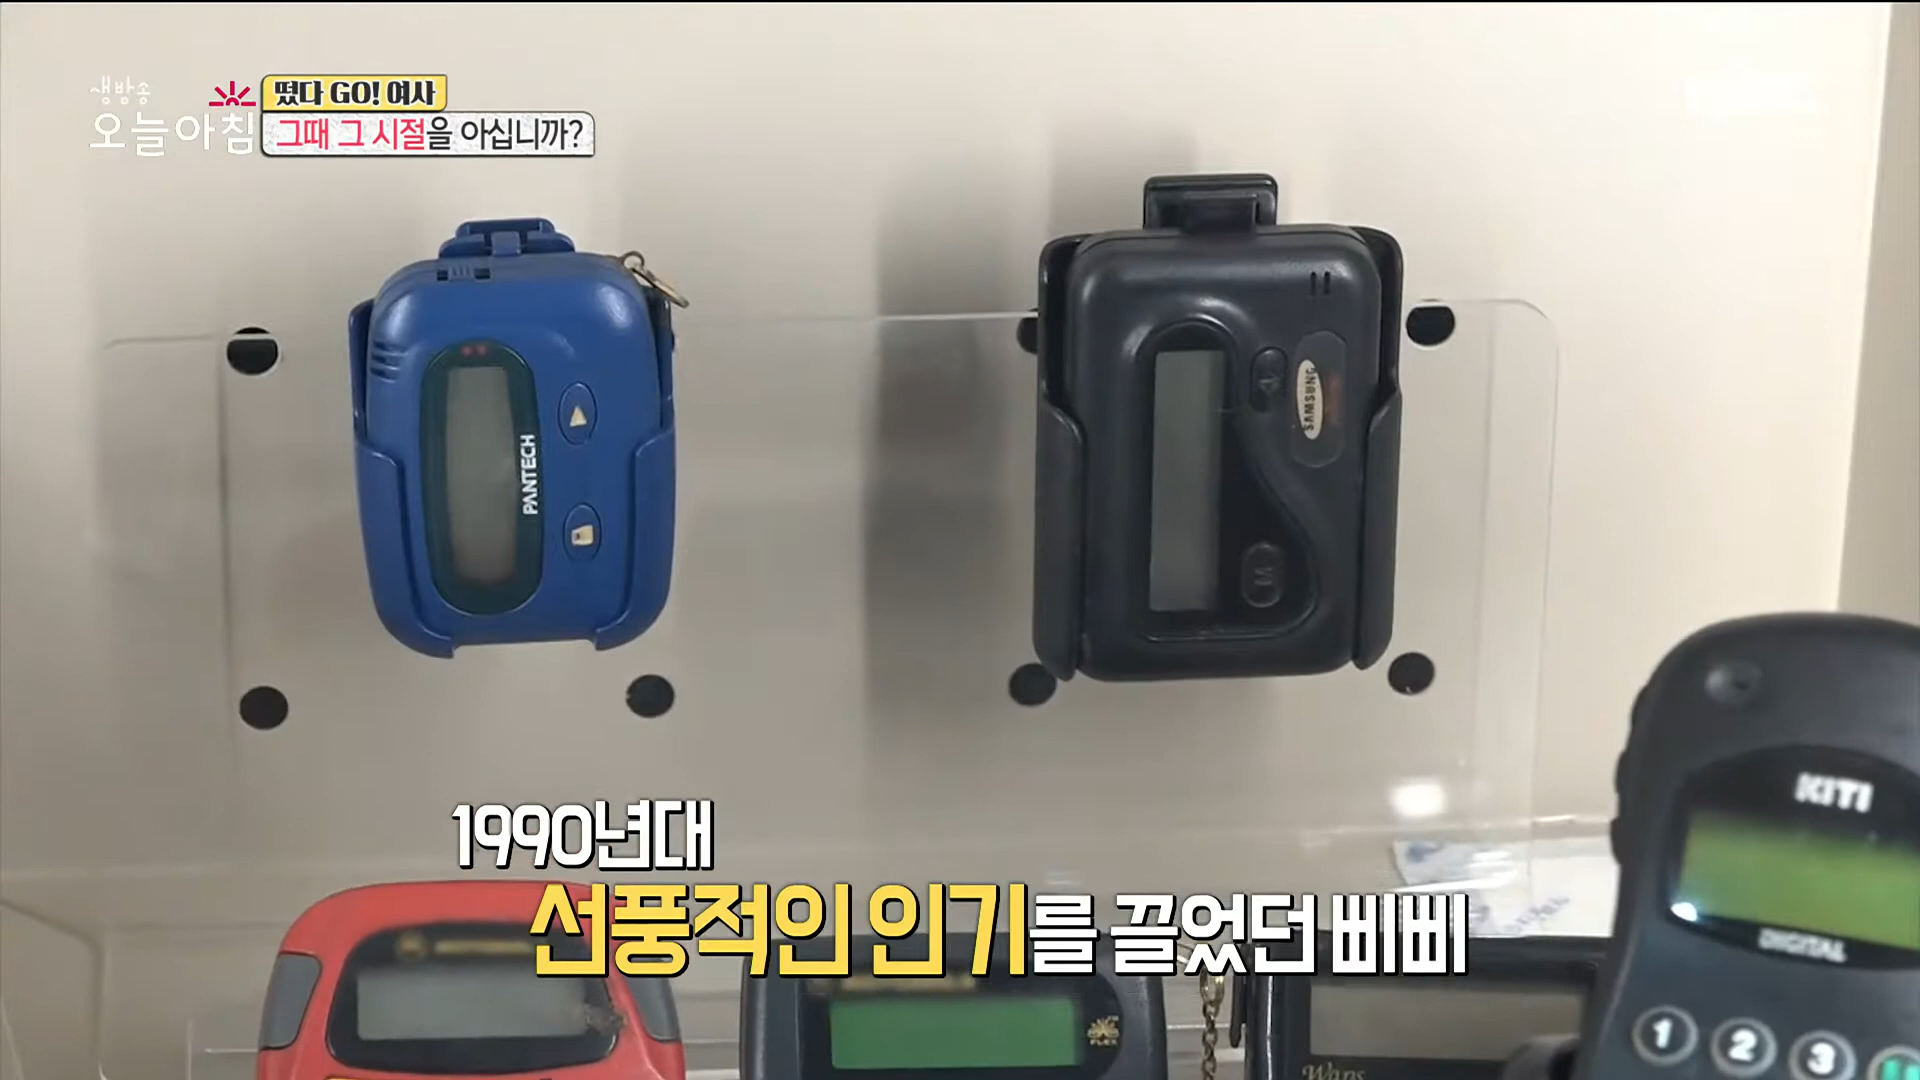 생방송
오늘아침
떴다 GO! 여사
그때 그 시절을 아십니까?
PANTECH
SAMSUNG
M
KITI
DIGITAL
1 2 3
FLEX
1990년대
선풍적인 인기를 끌었던 삐삐